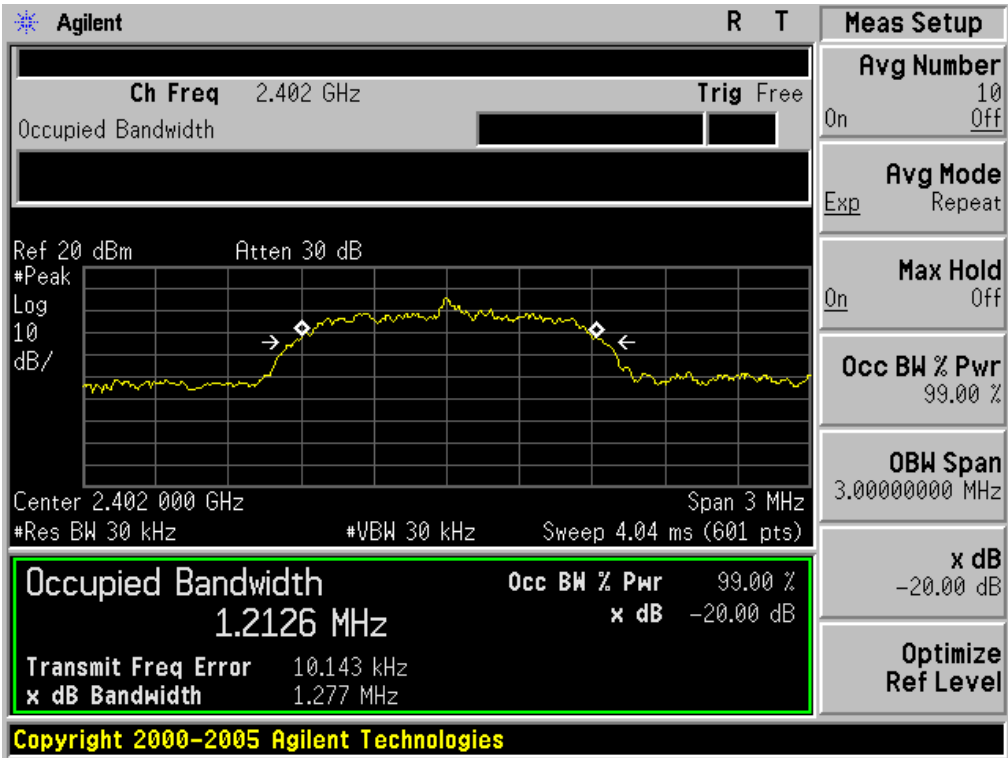 Agilent
R T
Meas Setup
Ch Freq 2.402 GHz
Trig Free
Occupied Bandwidth
Avg Number
10
On Off
Avg Mode
Exp Repeat
Max Hold
On Off
Occ BW % Pwr
99.00 %
OBW Span
3.00000000 MHz
x dB
-20.00 dB
Optimize
Ref Level
Ref 20 dBm Atten 30 dB
#Peak
Log
10
dB/
Center 2.402 000 GHz Span 3 MHz
#Res BW 30 kHz #VBW 30 kHz Sweep 4.04 ms (601 pts)
Occupied Bandwidth
1.2126 MHz
Occ BW % Pwr 99.00 %
x dB -20.00 dB
Transmit Freq Error 10.143 kHz
x dB Bandwidth 1.277 MHz
Copyright 2000-2005 Agilent Technologies